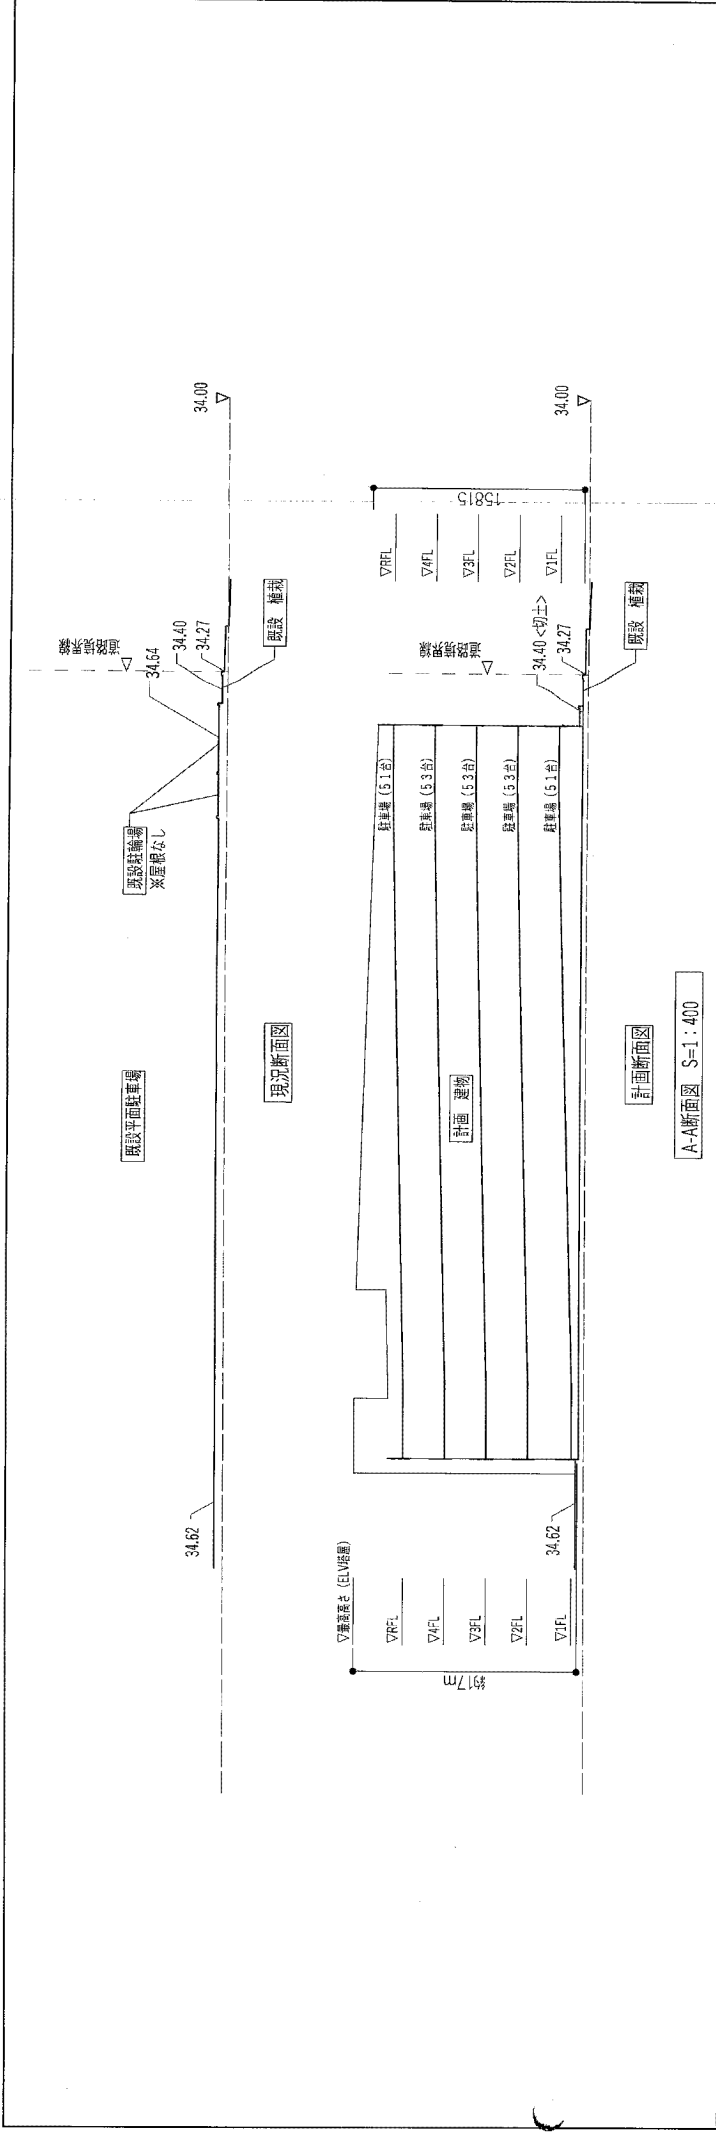 既設平面駐車場
既設駐輪場
※屋根なし
道路境界線
34.64
34.40
34.27
34.00
34.62
既設 植栽
現況断面図
▽最高高さ (ELV塔屋)
▽RFL
▽4FL
▽3FL
▽2FL
▽1FL
約17m
34.62
計画 建物
駐車場 (51台)
駐車場 (53台)
駐車場 (53台)
駐車場 (53台)
駐車場 (51台)
道路境界線
34.40 <切土>
34.27
▽RFL
▽4FL
▽3FL
▽2FL
▽1FL
15815
34.00
既設 植栽
計画断面図
A-A断面図 S=1:400